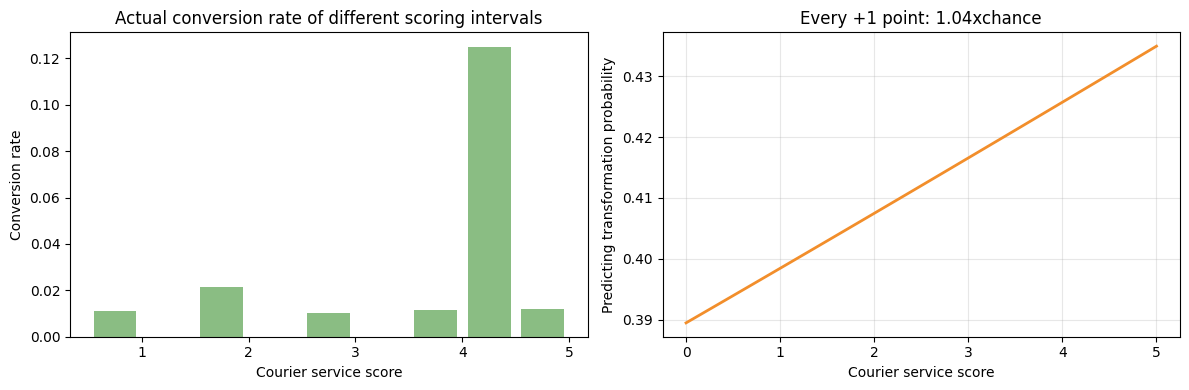 Actual conversion rate of different scoring intervals
Conversion rate
0.12
0.10
0.08
0.06
0.04
0.02
0.00
1 2 3 4 5
Courier service score
Every +1 point: 1.04xchance
Predicting transformation probability
0.43
0.42
0.41
0.40
0.39
0 1 2 3 4 5
Courier service score